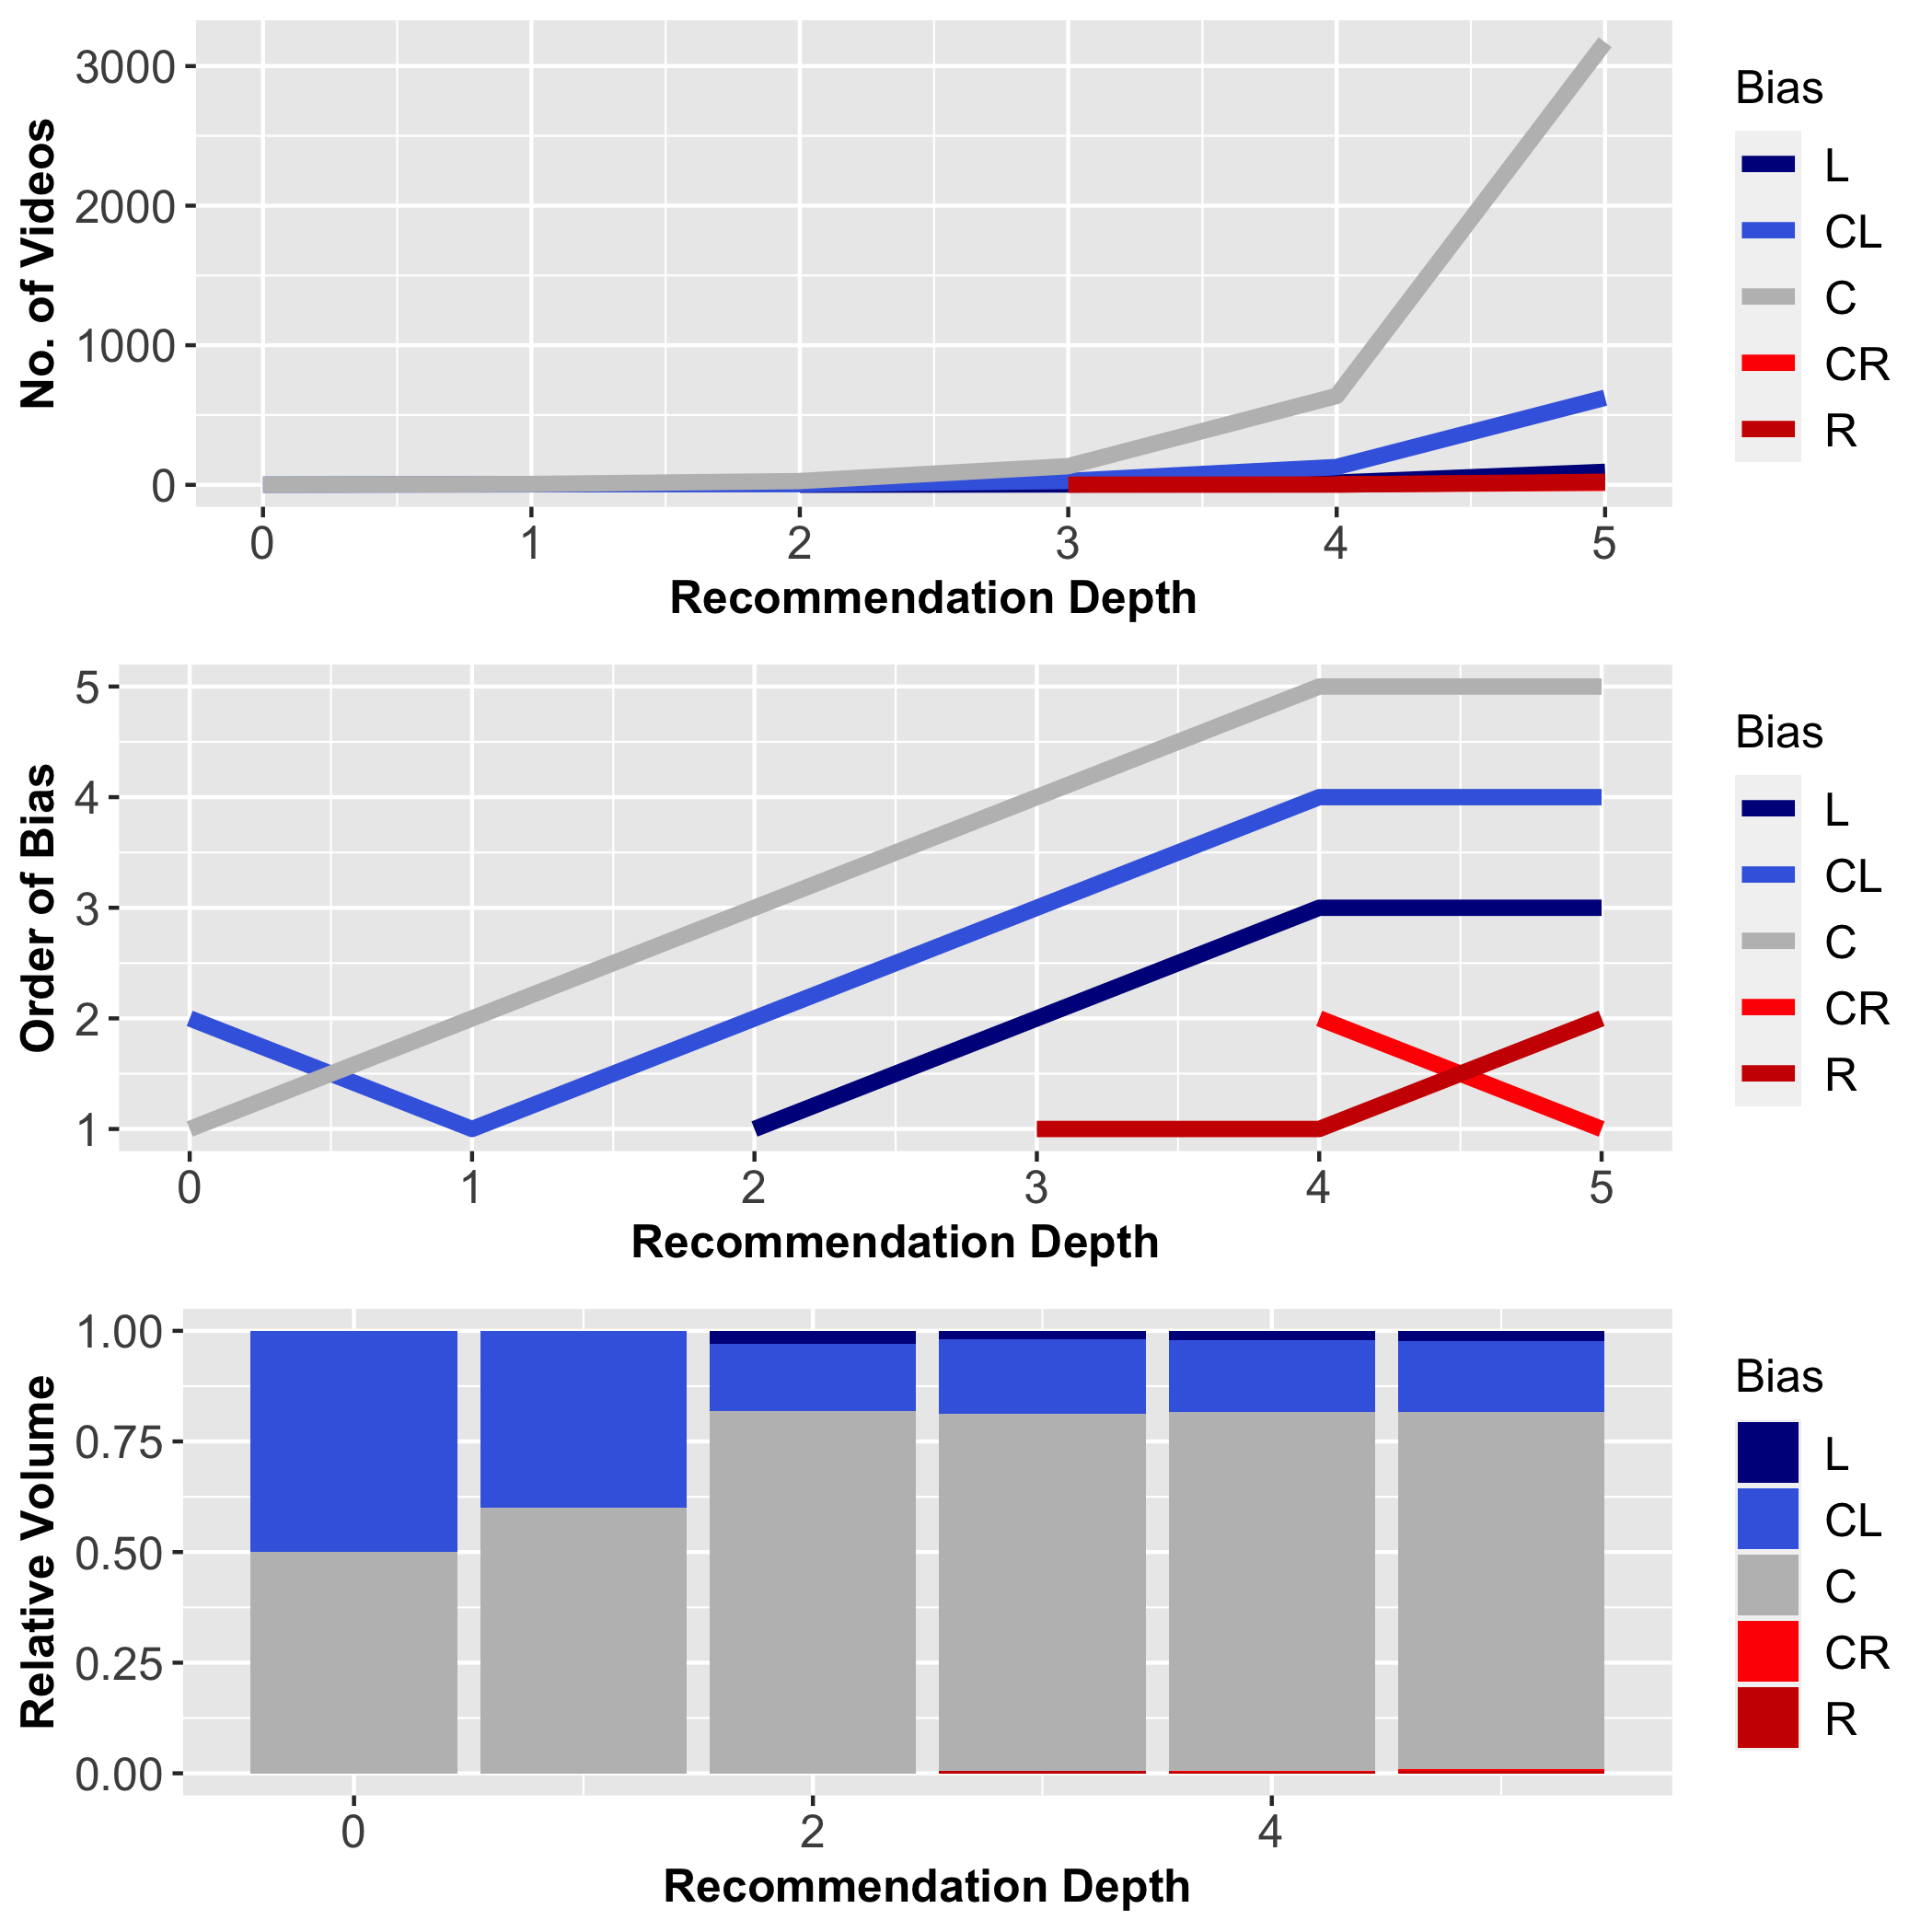 3000
2000
1000
0
No. of Videos
0 1 2 3 4 5
Recommendation Depth
Bias
L
CL
C
CR
R
5
4
3
2
1
Order of Bias
0 1 2 3 4 5
Recommendation Depth
Bias
L
CL
C
CR
R
1.00
0.75
0.50
0.25
0.00
Relative Volume
0 2 4
Recommendation Depth
Bias
L
CL
C
CR
R